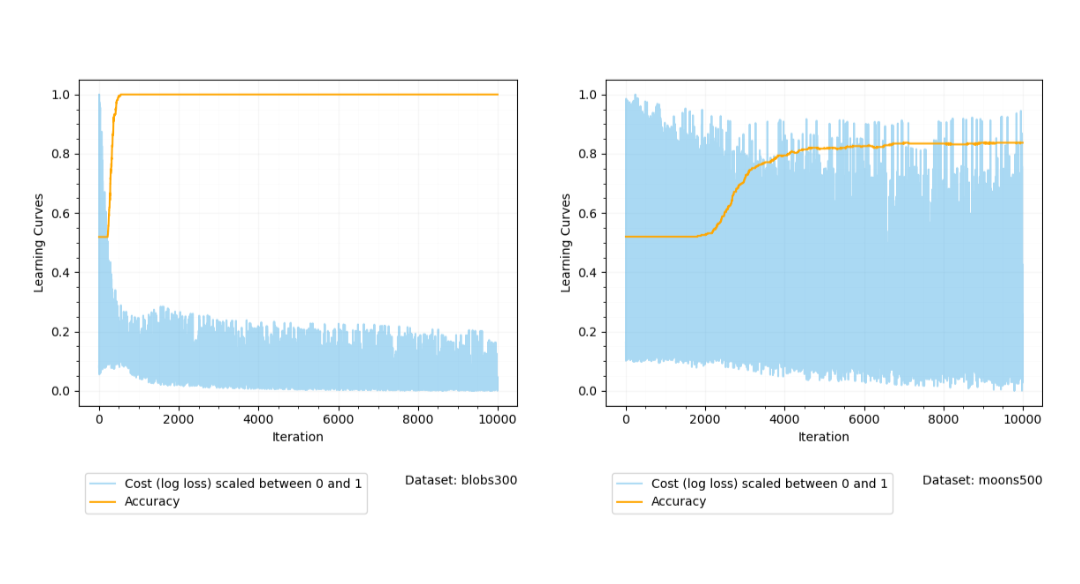 1.0
0.8
0.6
0.4
0.2
0.0
Learning Curves
0 2000 4000 6000 8000 10000
Iteration
Cost (log loss) scaled between 0 and 1
Accuracy
Dataset: blobs300
1.0
0.8
0.6
0.4
0.2
0.0
Learning Curves
0 2000 4000 6000 8000 10000
Iteration
Cost (log loss) scaled between 0 and 1
Accuracy
Dataset: moons500